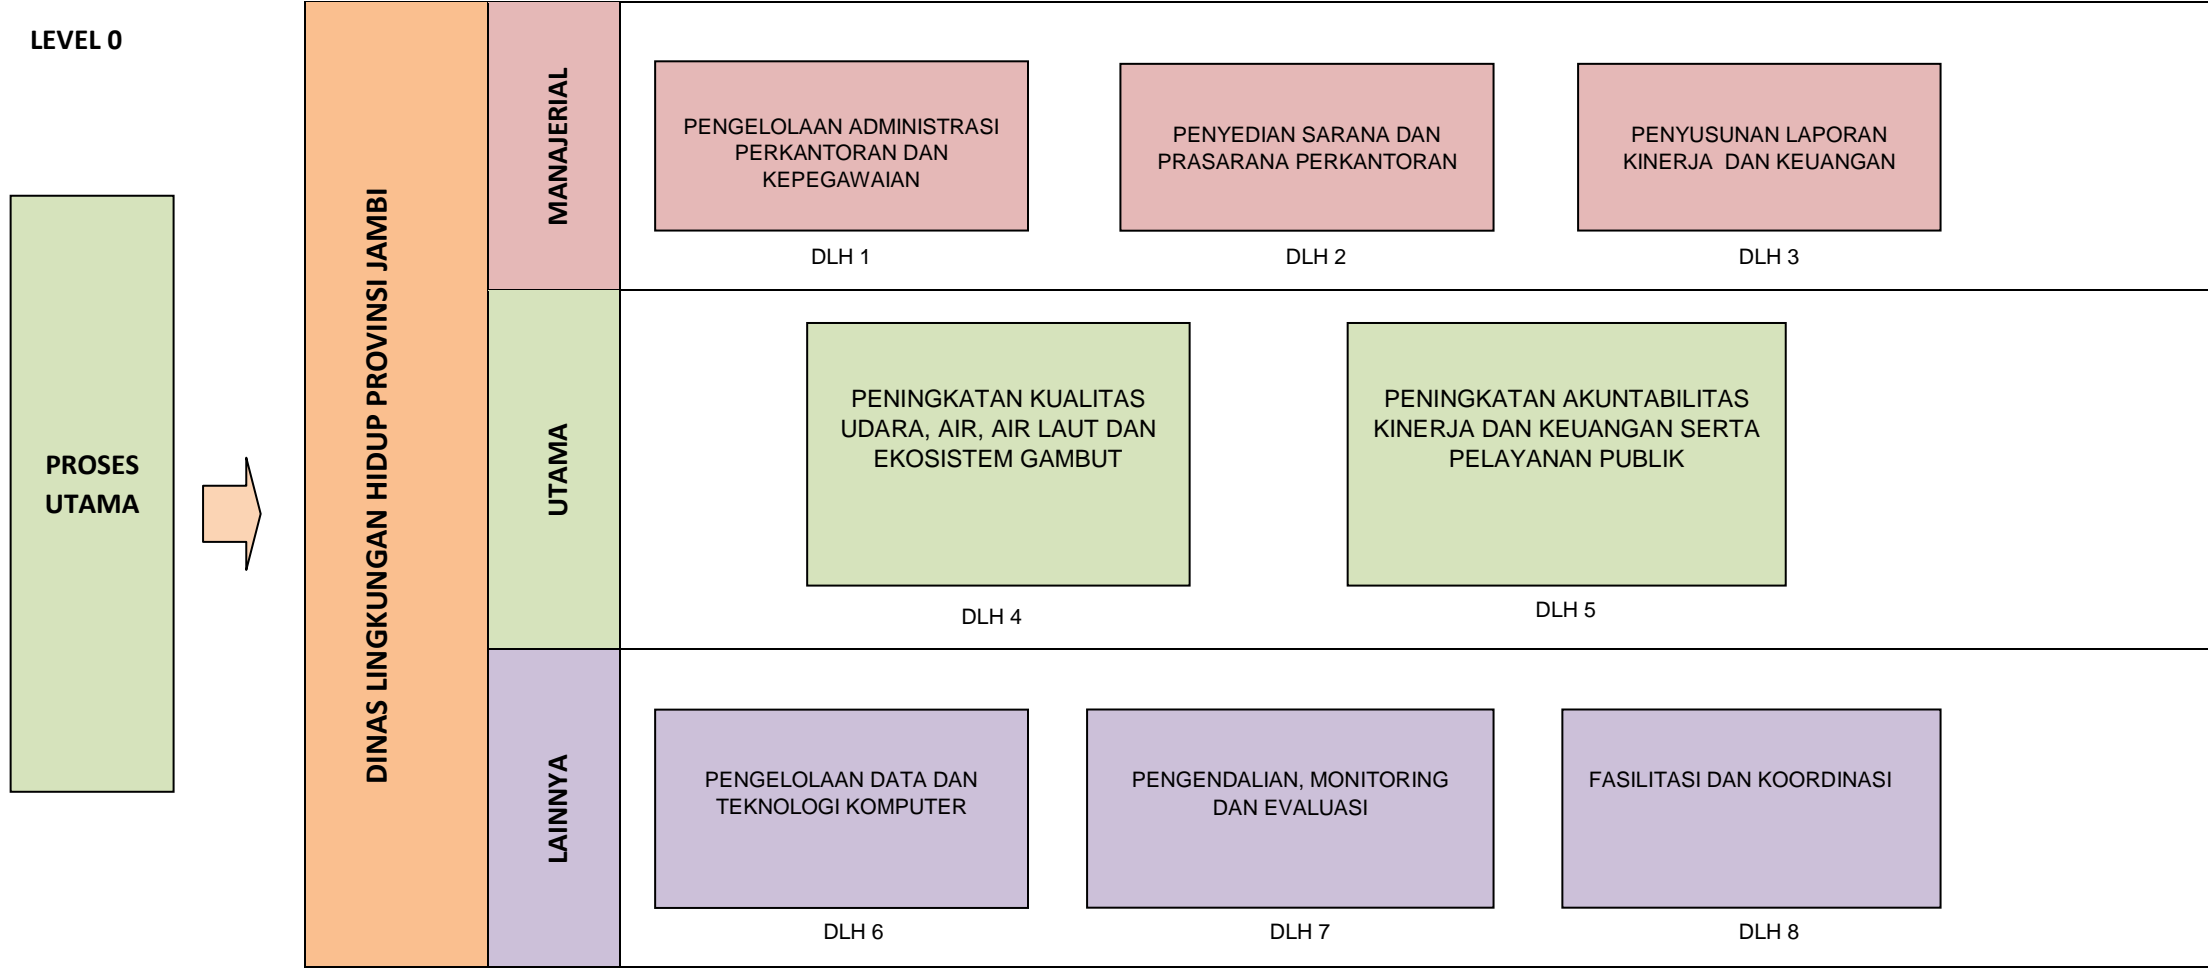 LEVEL 0
PROSES
UTAMA
DINAS LINGKUNGAN HIDUP PROVINSI JAMBI
MANAJERIAL
PENGELOLAAN ADMINISTRASI
PERKANTORAN DAN
KEPEGAWAIAN
DLH 1
PENYEDIAN SARANA DAN
PRASARANA PERKANTORAN
DLH 2
PENYUSUNAN LAPORAN
KINERJA  DAN KEUANGAN
DLH 3
UTAMA
PENINGKATAN KUALITAS
UDARA, AIR, AIR LAUT DAN
EKOSISTEM GAMBUT
DLH 4
PENINGKATAN AKUNTABILITAS
KINERJA DAN KEUANGAN SERTA
PELAYANAN PUBLIK
DLH 5
LAINNYA
PENGELOLAAN DATA DAN
TEKNOLOGI KOMPUTER
DLH 6
PENGENDALIAN, MONITORING
DAN EVALUASI
DLH 7
FASILITASI DAN KOORDINASI
DLH 8